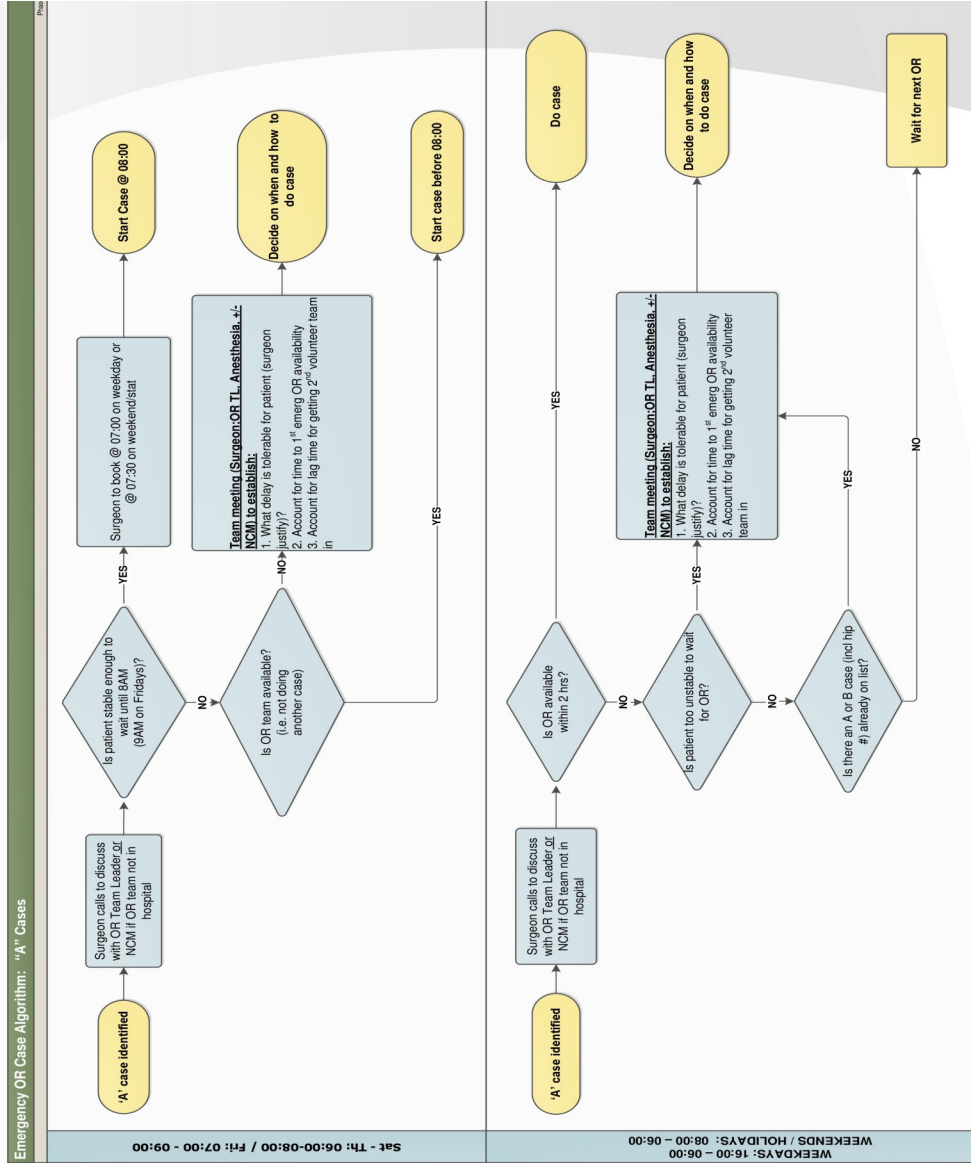 Emergency OR Case Algorithm:  “A” Cases
Phas
Sat - Th: 06:00-08:00 / Fri: 07:00 - 09:00
‘A’ case identified
Surgeon calls to discuss
with OR Team Leader or
NCM if OR team not in
hospital
Is patient stable enough to
wait until 8AM
(9AM on Fridays)?
YES
Surgeon to book @ 07:00 on weekday or
@ 07:30 on weekend/stat
Start Case @ 08:00
NO
Is OR team available?
(i.e. not doing
another case)
NO
Team meeting (Surgeon:OR TL, Anesthesia, +/-
NCM) to establish:
1. What delay is tolerable for patient (surgeon
justify)?
2. Account for time to 1st emerg OR availability
3. Account for lag time for getting 2nd volunteer team
in
Decide on when and how to
do case
YES
Start case before 08:00
WEEKDAYS: 16:00 – 06:00
WEEKENDS / HOLIDAYS: 08:00 – 06:00
‘A’ case identified
Surgeon calls to discuss
with OR Team Leader or
NCM if OR team not in
hospital
Is OR available
within 2 hrs?
YES
Do case
NO
Is patient too unstable to wait
for OR?
YES
Team meeting (Surgeon:OR TL, Anesthesia, +/-
NCM) to establish:
1. What delay is tolerable for patient (surgeon
justify)?
2. Account for time to 1st emerg OR availability
3. Account for lag time for getting 2nd volunteer
team in
Decide on when and how
to do case
NO
Is there an A or B case (incl hip
#) already on list?
YES
NO
Wait for next OR